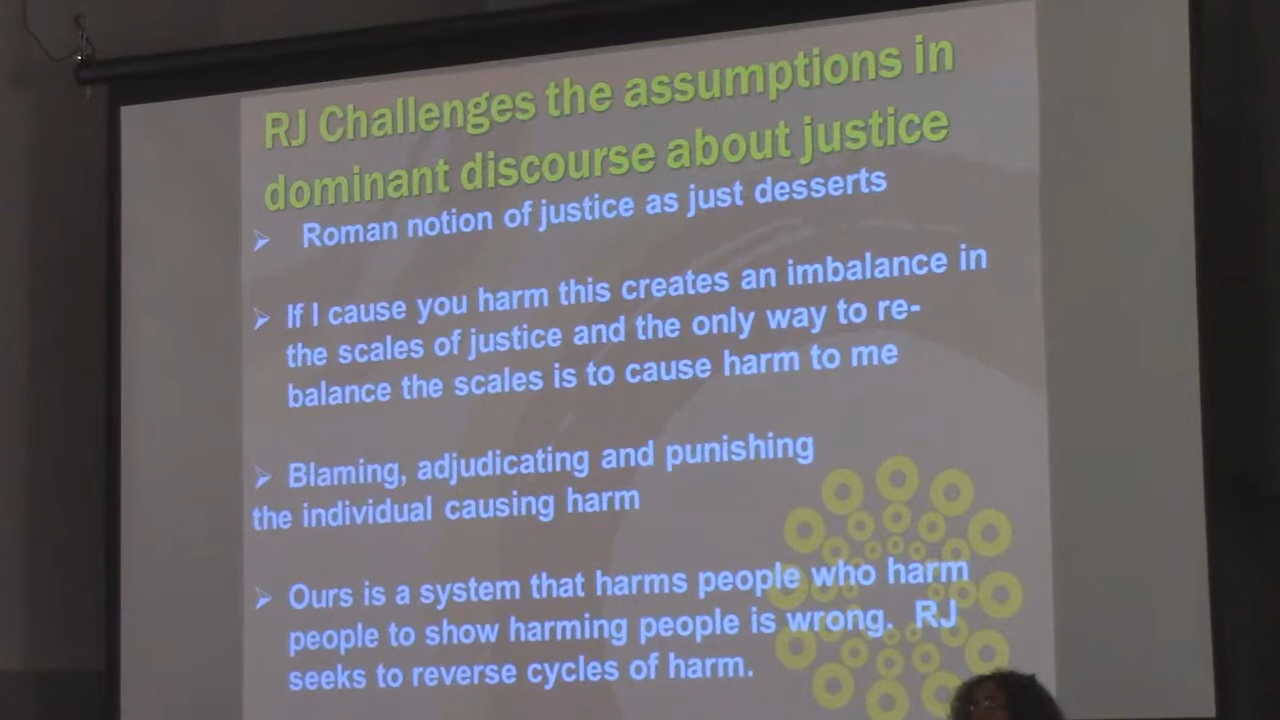 RJ Challenges the assumptions in
dominant discourse about justice
➢ Roman notion of justice as just desserts
➢ If I cause you harm this creates an imbalance in
the scales of justice and the only way to re-
balance the scales is to cause harm to me
➢ Blaming, adjudicating and punishing
the individual causing harm
➢ Ours is a system that harms people who harm
people to show harming people is wrong. RJ
seeks to reverse cycles of harm.